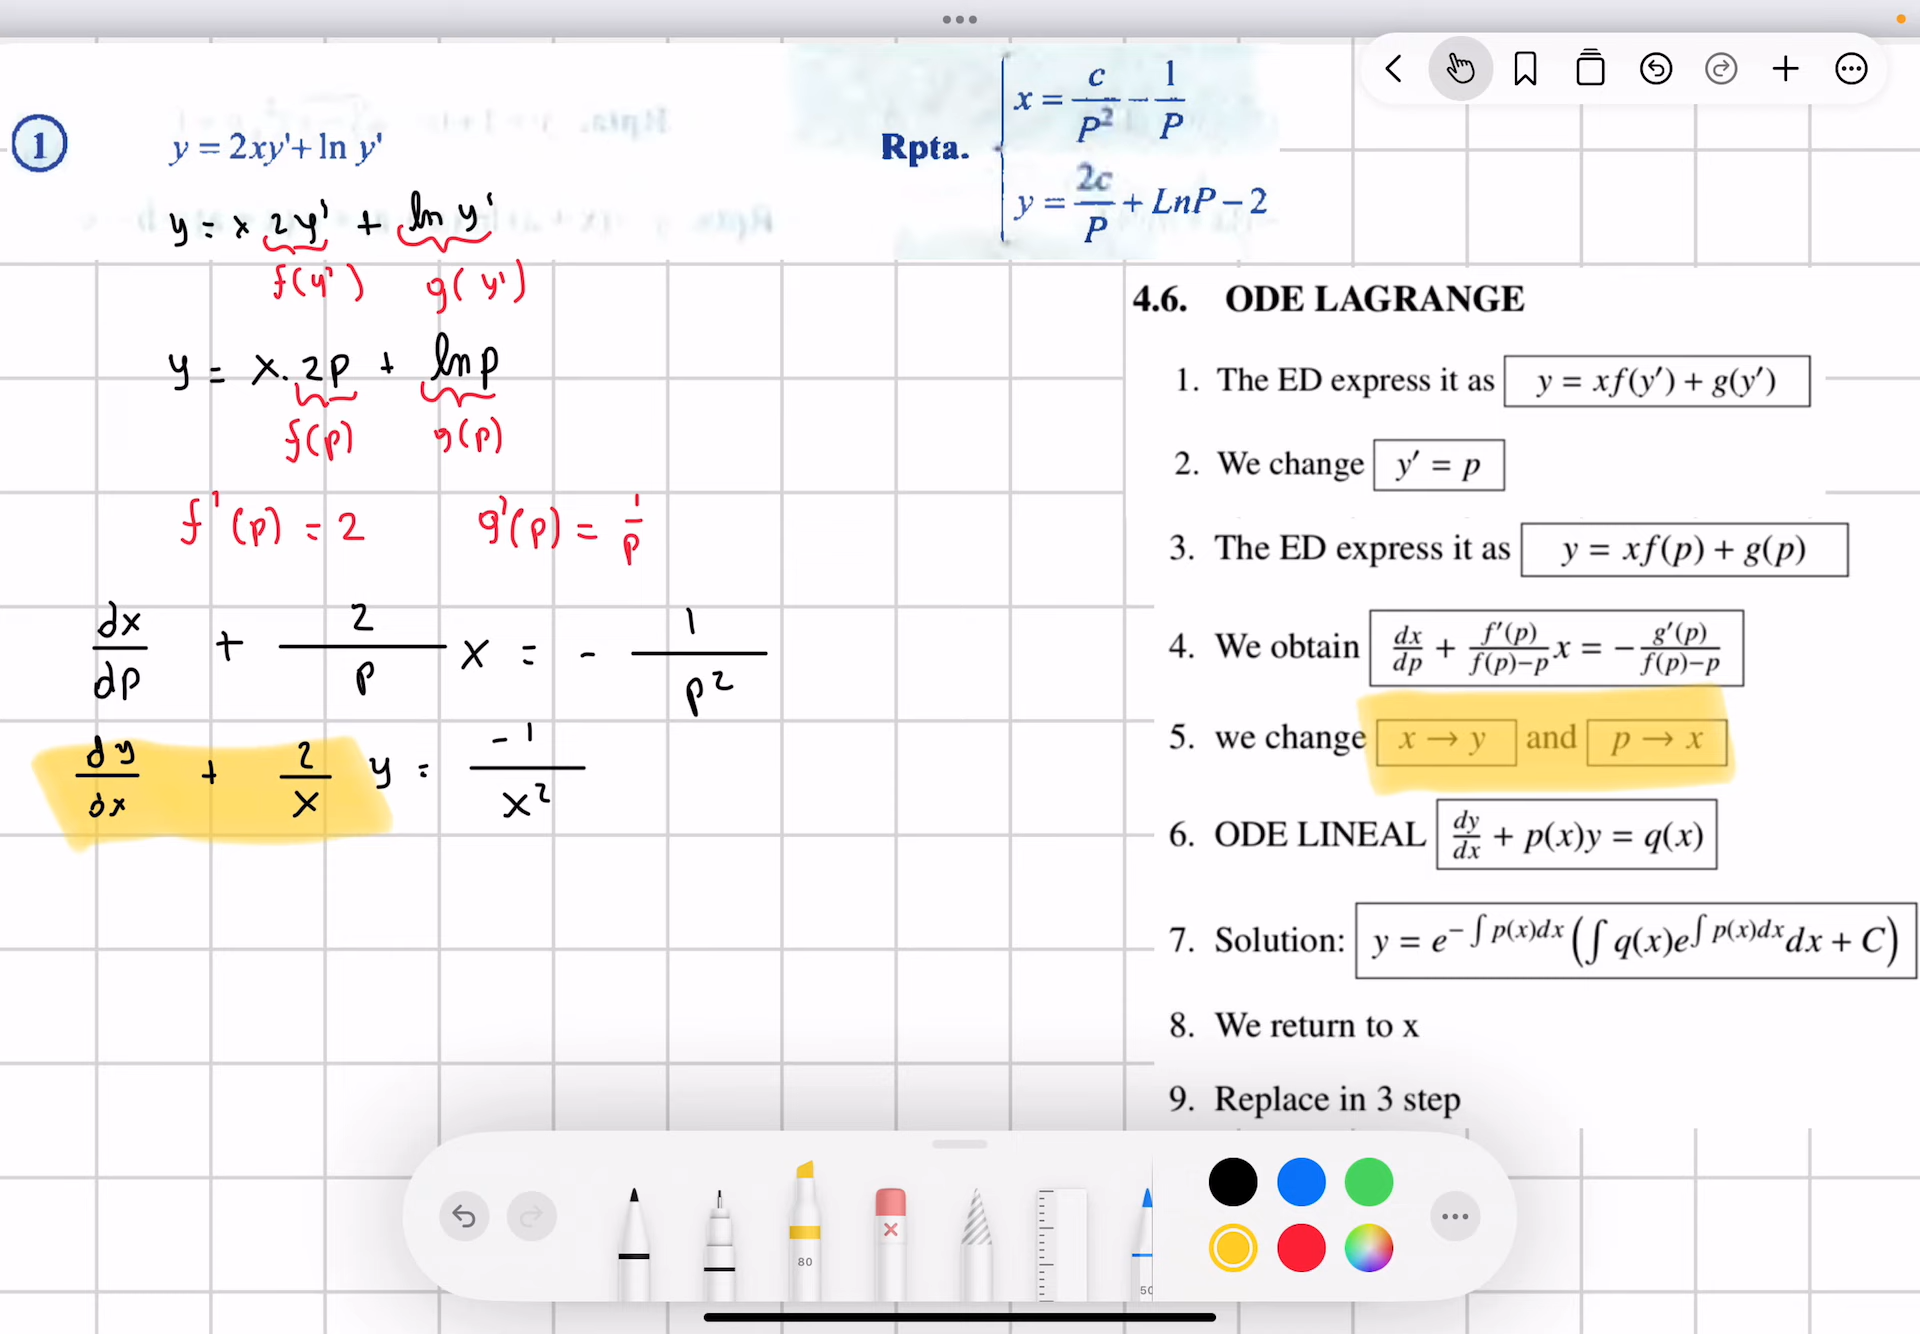 1 y = 2xy'+ ln y'
y = x 2y' + ln y'
f(y') g(y')
y = x. 2p + ln p
f(p) g(p)
f'(p) = 2 g'(p) = 1/p
dx/dp + 2/p x = - 1/p²
dy/dx + 2/x y = -1/x²
Rpta. x = c/P² − 1/P
y = 2c/P + LnP − 2
4.6. ODE LAGRANGE
1. The ED express it as y = xf(y′) + g(y′)
2. We change y′ = p
3. The ED express it as y = xf(p) + g(p)
4. We obtain dx/dp + f′(p)/(f(p)−p) x = − g′(p)/(f(p)−p)
5. we change x → y and p → x
6. ODE LINEAL dy/dx + p(x)y = q(x)
7. Solution: y = e^(−∫p(x)dx) (∫ q(x)e^(∫p(x)dx) dx + C)
8. We return to x
9. Replace in 3 step
80
50